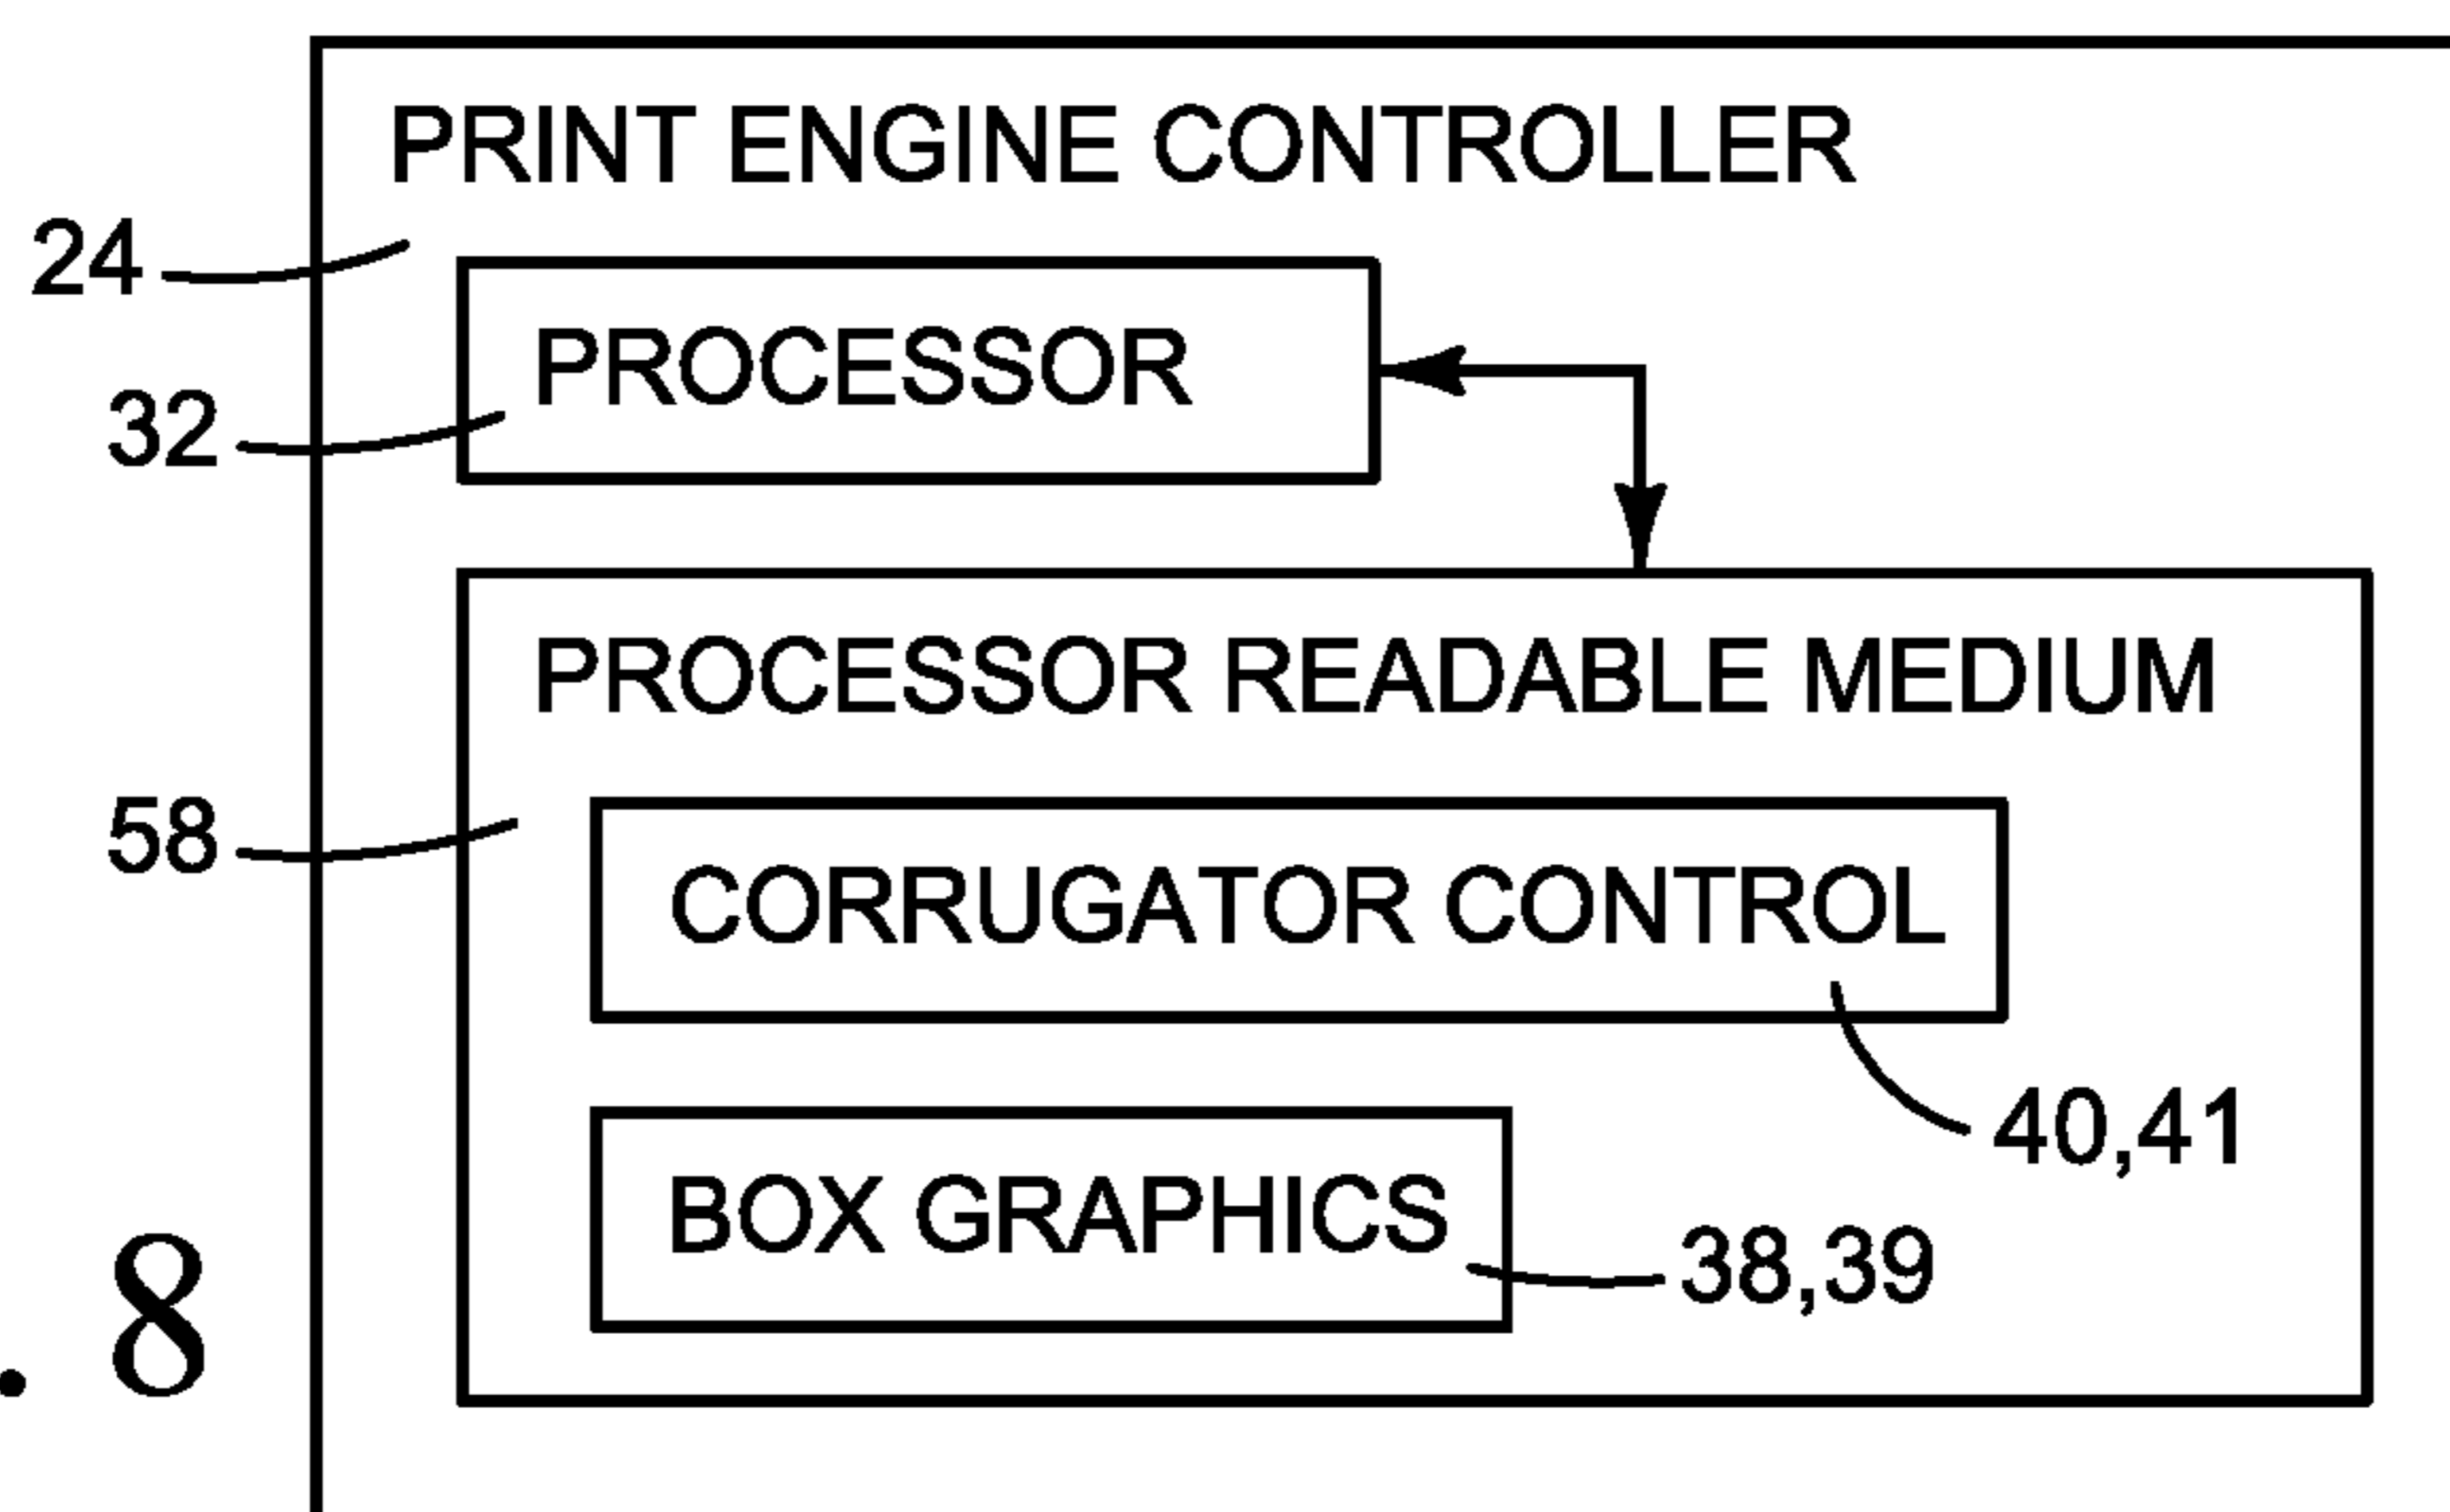 PRINT ENGINE CONTROLLER
24
PROCESSOR
32
PROCESSOR READABLE MEDIUM
58
CORRUGATOR CONTROL
40,41
BOX GRAPHICS
38,39
. 8